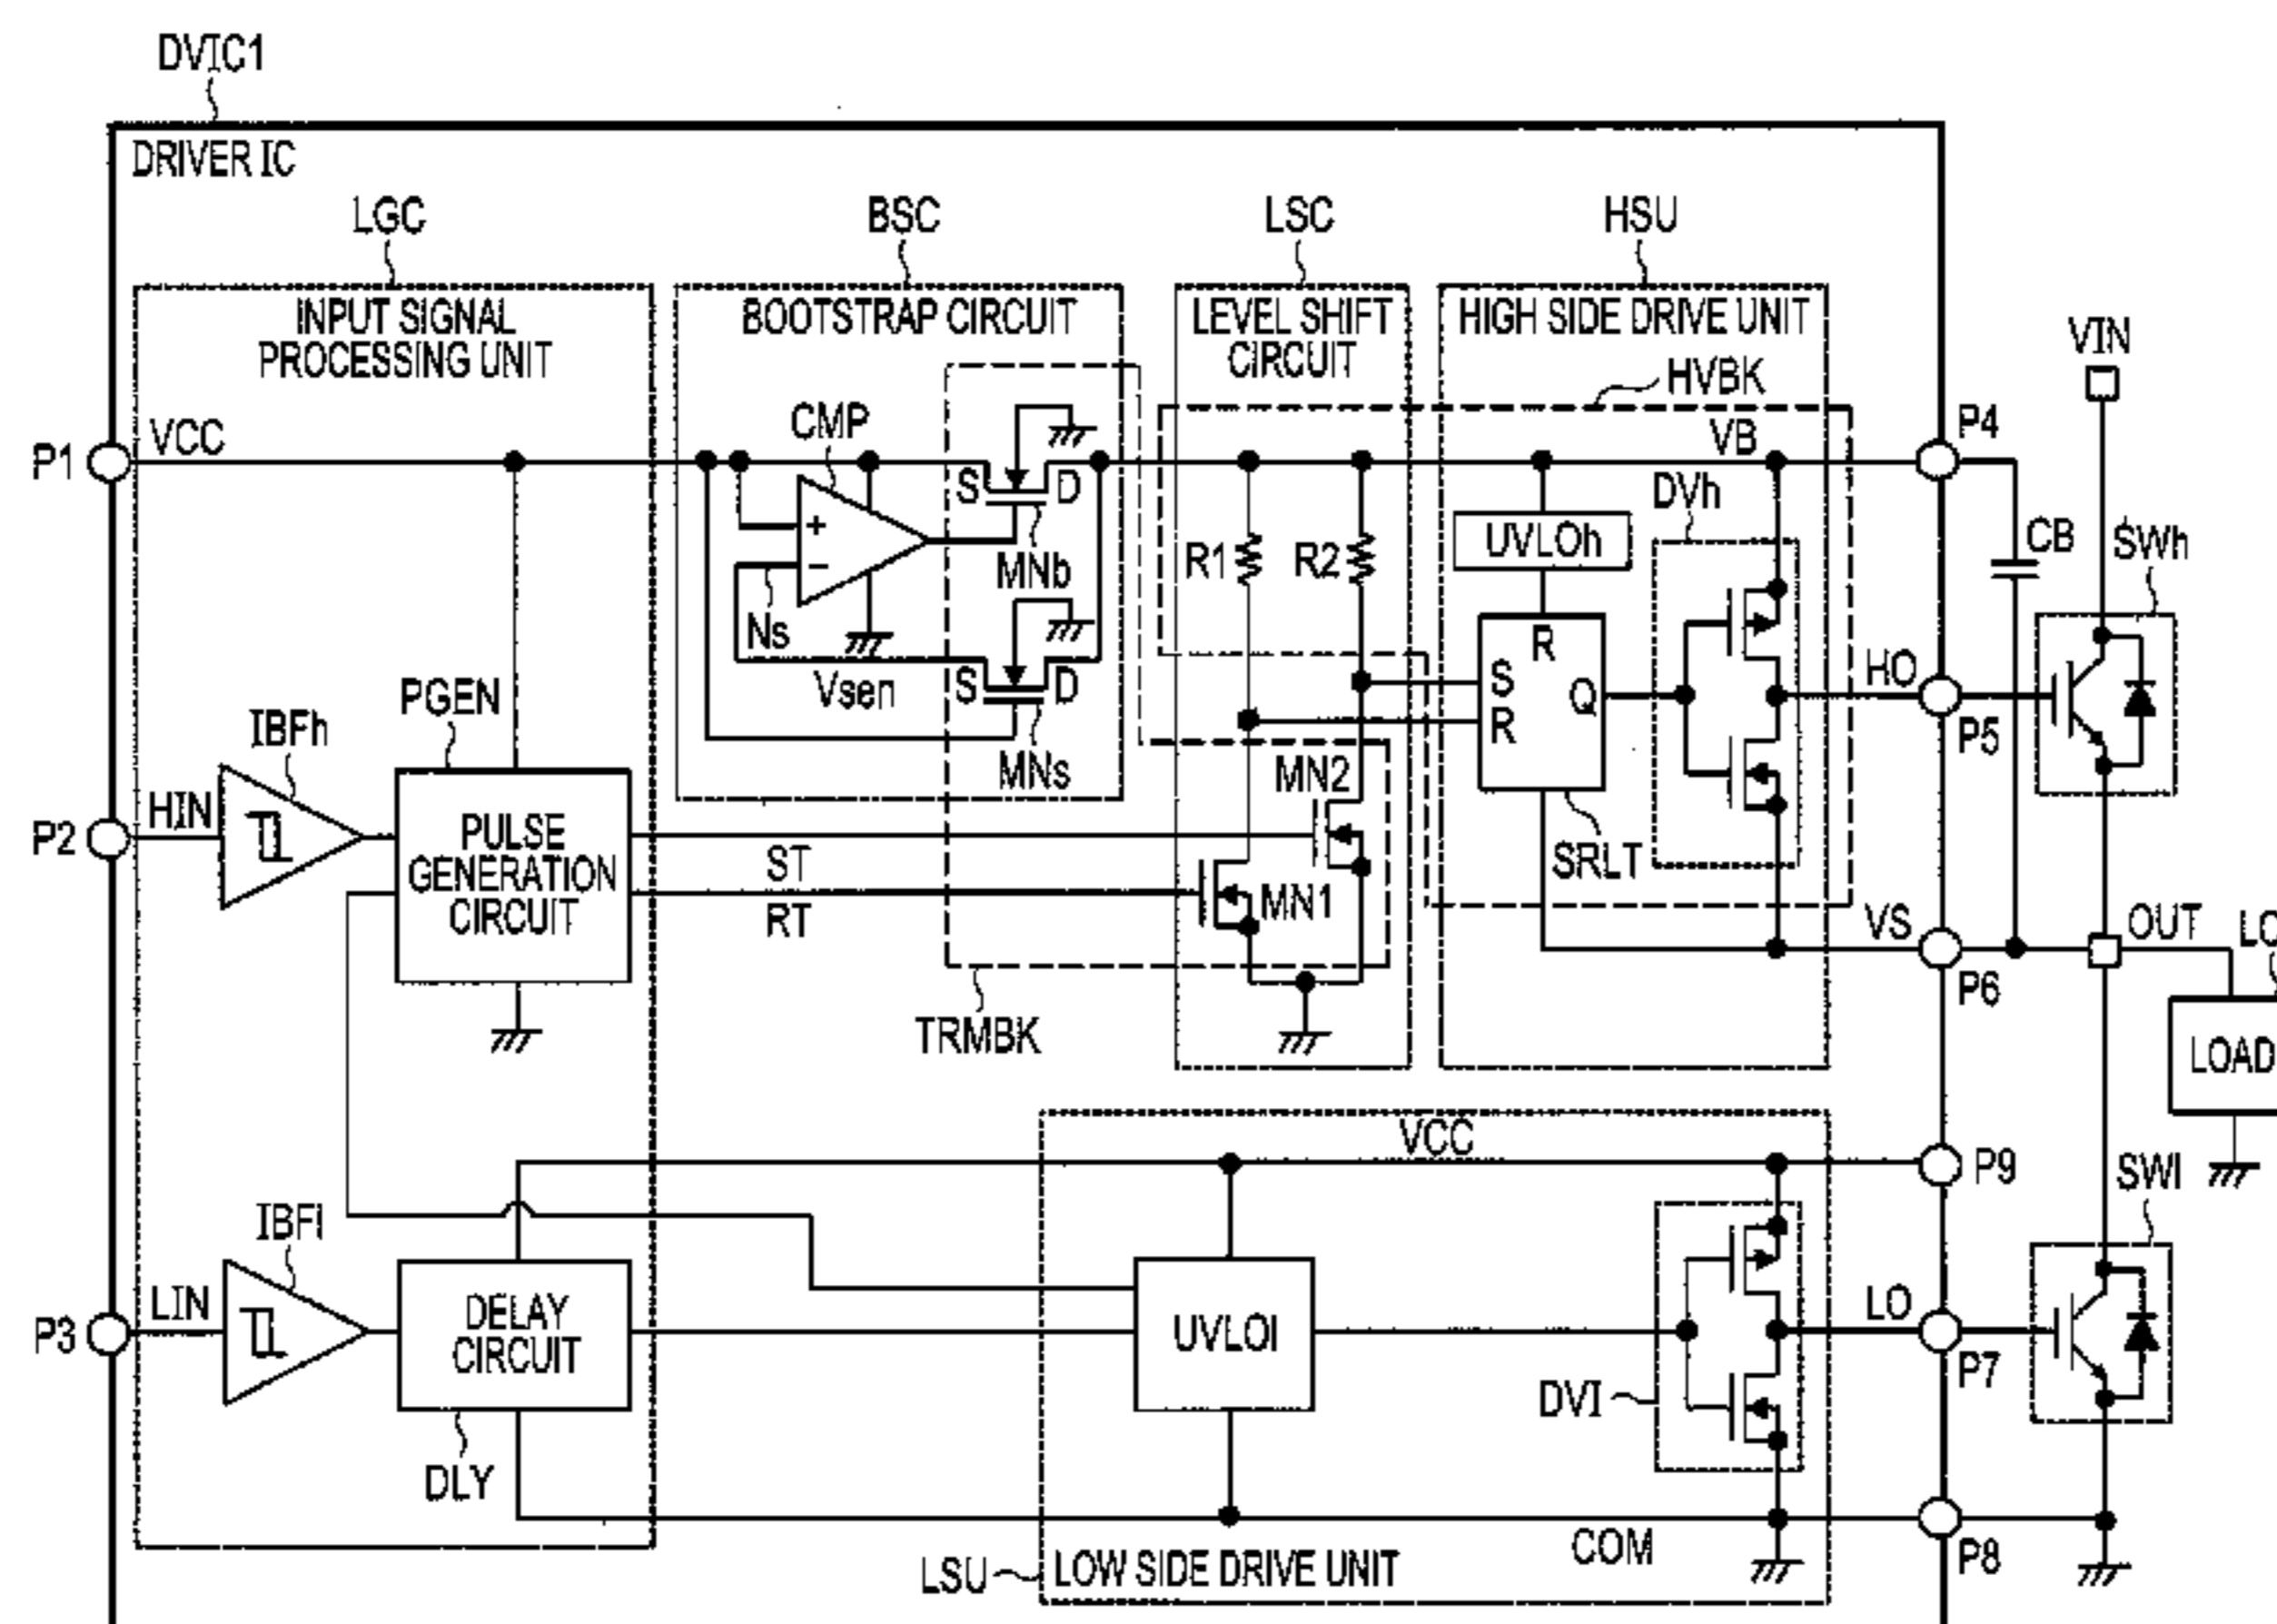 DVIC1
DRIVER IC
LGC
BSC
LSC
HSU
INPUT SIGNAL
PROCESSING UNIT
BOOTSTRAP CIRCUIT
LEVEL SHIFT
CIRCUIT
HIGH SIDE DRIVE UNIT
HVBK
VIN
P1
VCC
CMP
VB
P4
S
D
DVh
+
-
MNb
R1
R2
UVLOh
CB
SWh
Ns
Vsen
S
D
R
S
R
Q
HO
P5
PGEN
IBFh
MNs
MN2
P2
HIN
PULSE
GENERATION
CIRCUIT
ST
RT
MN1
SRLT
VS
P6
OUT
LO
TRMBK
LOAD
VCC
P9
SWl
IBFl
P3
LIN
DELAY
CIRCUIT
UVLOl
LO
P7
DVl
DLY
COM
P8
LSU
LOW SIDE DRIVE UNIT